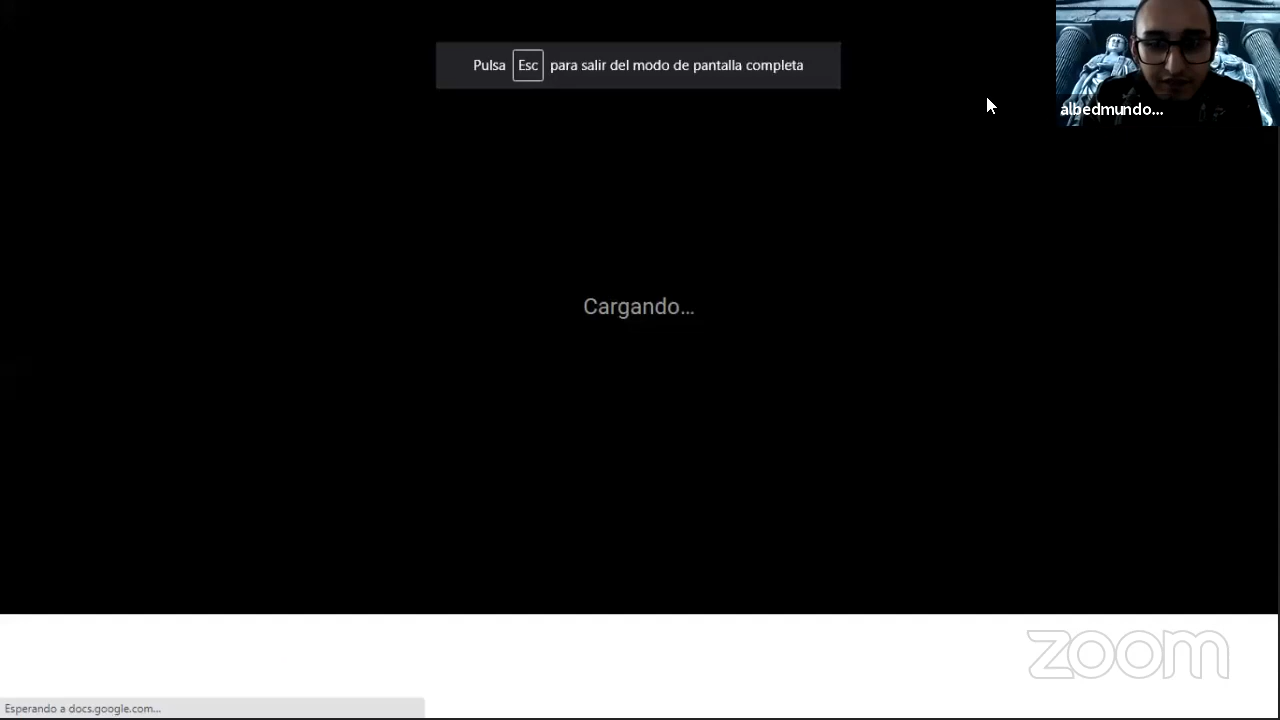 Pulsa Esc para salir del modo de pantalla completa
albedmundo...
Cargando...
zoom
Esperando a docs.google.com...